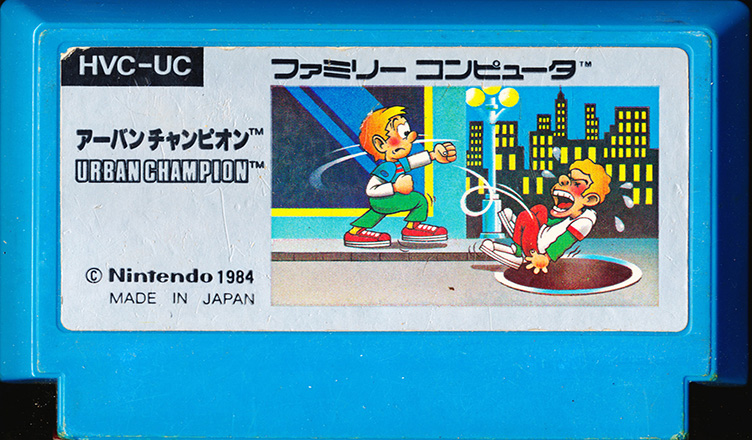 HVC-UC
ファミリー コンピュータ™
アーバンチャンピオン™
URBAN CHAMPION™
© Nintendo 1984
MADE IN JAPAN